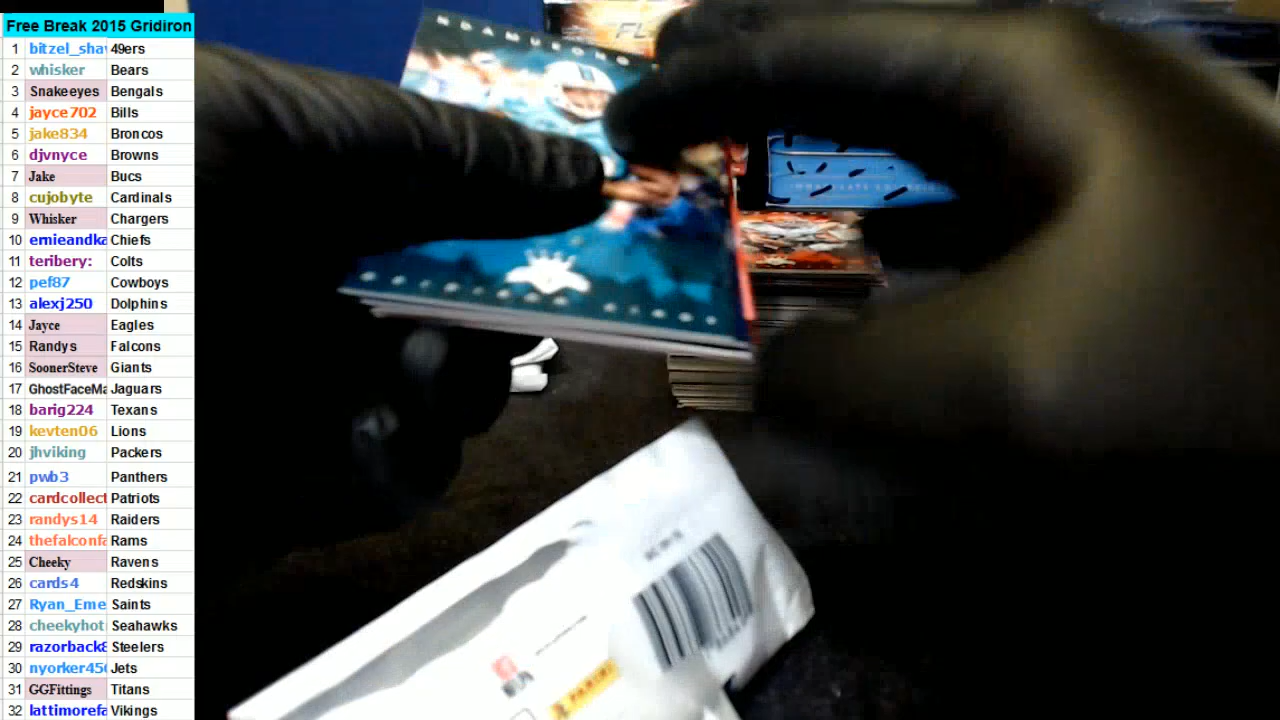 Free Break 2015 Gridiron
1 bitzel_shav 49ers
2 whisker Bears
3 Snakeeyes Bengals
4 jayce702 Bills
5 jake834 Broncos
6 djvnyce Browns
7 Jake Bucs
8 cujobyte Cardinals
9 Whisker Chargers
10 ernieandka Chiefs
11 teribery: Colts
12 pef87 Cowboys
13 alexj250 Dolphins
14 Jayce Eagles
15 Randys Falcons
16 SoonerSteve Giants
17 GhostFaceMa Jaguars
18 barig224 Texans
19 kevten06 Lions
20 jhviking Packers
21 pwb3 Panthers
22 cardcollect Patriots
23 randys14 Raiders
24 thefalconfa Rams
25 Cheeky Ravens
26 cards4 Redskins
27 Ryan_Eme Saints
28 cheekyhot Seahawks
29 razorback8 Steelers
30 nyorker450 Jets
31 GGFittings Titans
32 lattimorefa Vikings
NDAMUKONG
PANINI